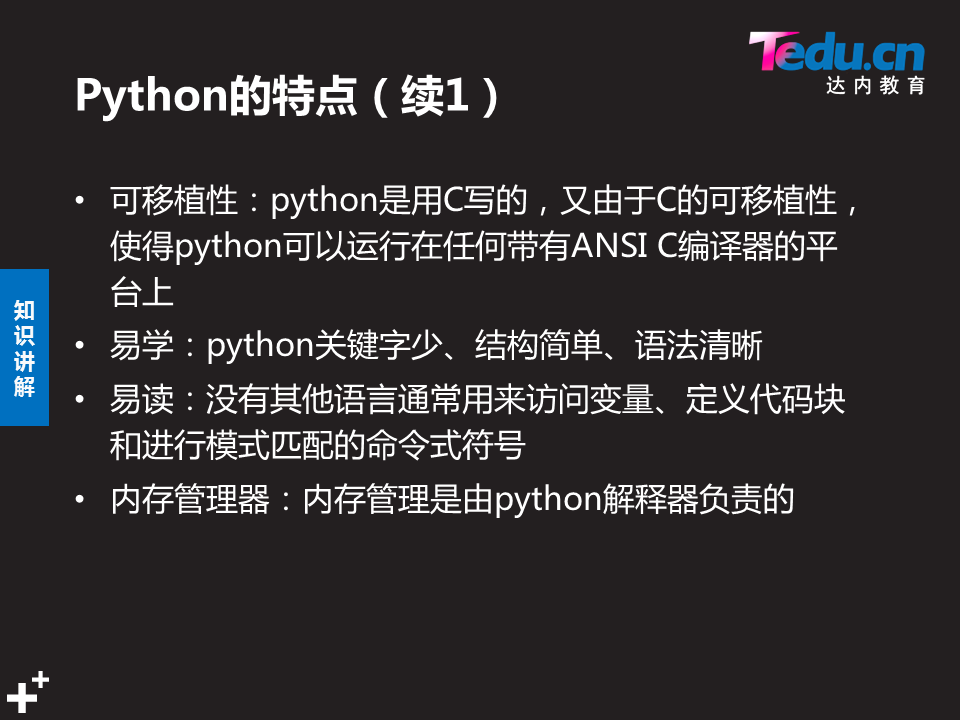 Tedu.cn
达内教育
Python的特点（续1）
• 可移植性：python是用C写的，又由于C的可移植性，
使得python可以运行在任何带有ANSI C编译器的平
台上
• 易学：python关键字少、结构简单、语法清晰
• 易读：没有其他语言通常用来访问变量、定义代码块
和进行模式匹配的命令式符号
• 内存管理器：内存管理是由python解释器负责的
知
识
讲
解